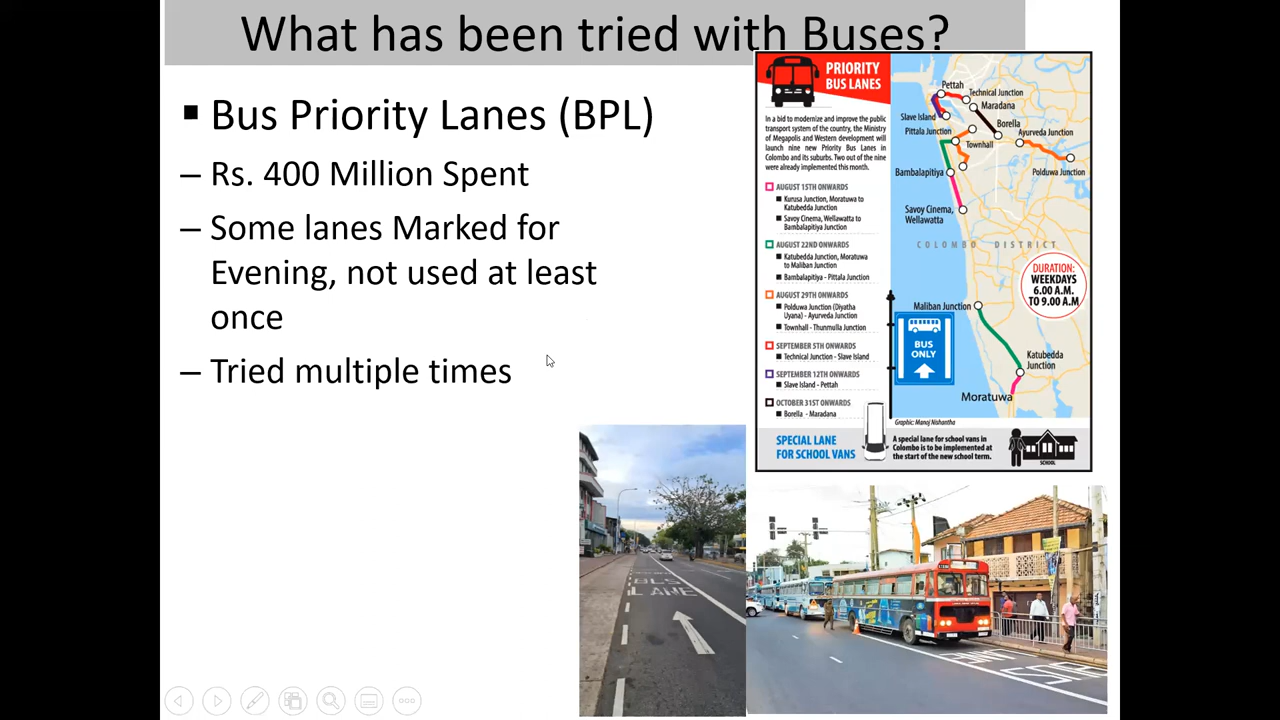 What has been tried with Buses?
▪ Bus Priority Lanes (BPL)
– Rs. 400 Million Spent
– Some lanes Marked for
Evening, not used at least
once
– Tried multiple times
PRIORITY
BUS LANES
In a bid to modernize and improve the public
transport system of the country, the Ministry
of Megapolis and Western development will
launch nine new Priority Bus Lanes in
Colombo and its suburbs. Two out of the nine
were already implemented this month.
AUGUST 15TH ONWARDS
Kurusa Junction, Moratuwa to
Katubedda Junction
Savoy Cinema, Wellawatta to
Bambalapitiya Junction
AUGUST 22ND ONWARDS
Katubedda Junction, Moratuwa
to Maliban Junction
Bambalapitiya - Pittala Junction
AUGUST 29TH ONWARDS
Polduwa Junction (Diyatha
Uyana) - Ayurveda Junction
Townhall - Thunmulla Junction
SEPTEMBER 5TH ONWARDS
Technical Junction - Slave Island
SEPTEMBER 12TH ONWARDS
Slave Island - Pettah
OCTOBER 31ST ONWARDS
Borella - Maradana
Pettah
Technical Junction
Maradana
Slave Island
Borella
Pittala Junction
Ayurveda Junction
Townhall
Bambalapitiya
Polduwa Junction
Savoy Cinema,
Wellawatta
COLOMBO DISTRICT
DURATION:
WEEKDAYS
6.00 A.M.
TO 9.00 A.M
Maliban Junction
BUS
ONLY
Katubedda
Junction
Moratuwa
Graphic: Manoj Nishantha
SPECIAL LANE
FOR SCHOOL VANS
A special lane for school vans in
Colombo is to be implemented at
the start of the new school term.
SCHOOL
BUS
LANE
LANE
BUS